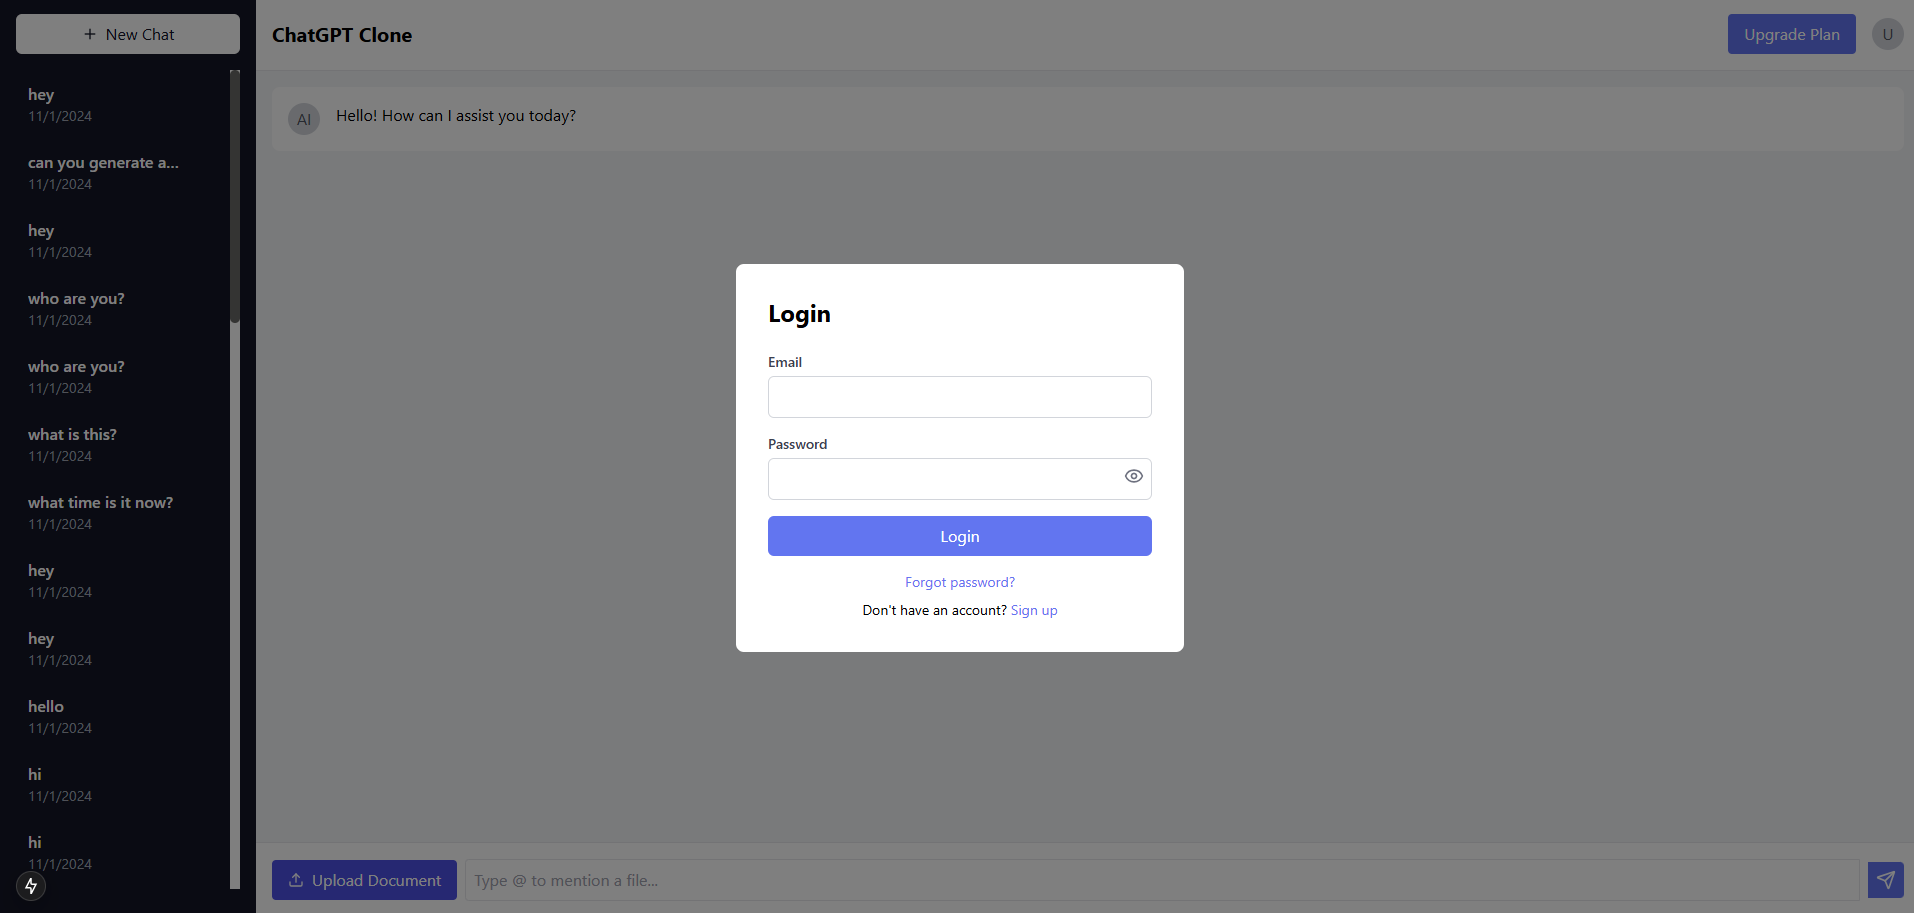 + New Chat
hey
11/1/2024
can you generate a...
11/1/2024
hey
11/1/2024
who are you?
11/1/2024
who are you?
11/1/2024
what is this?
11/1/2024
what time is it now?
11/1/2024
hey
11/1/2024
hey
11/1/2024
hello
11/1/2024
hi
11/1/2024
hi
11/1/2024
ChatGPT Clone
Upgrade Plan
U
AI
Hello! How can I assist you today?
Login
Email
Password
Login
Forgot password?
Don't have an account? Sign up
Upload Document
Type @ to mention a file...